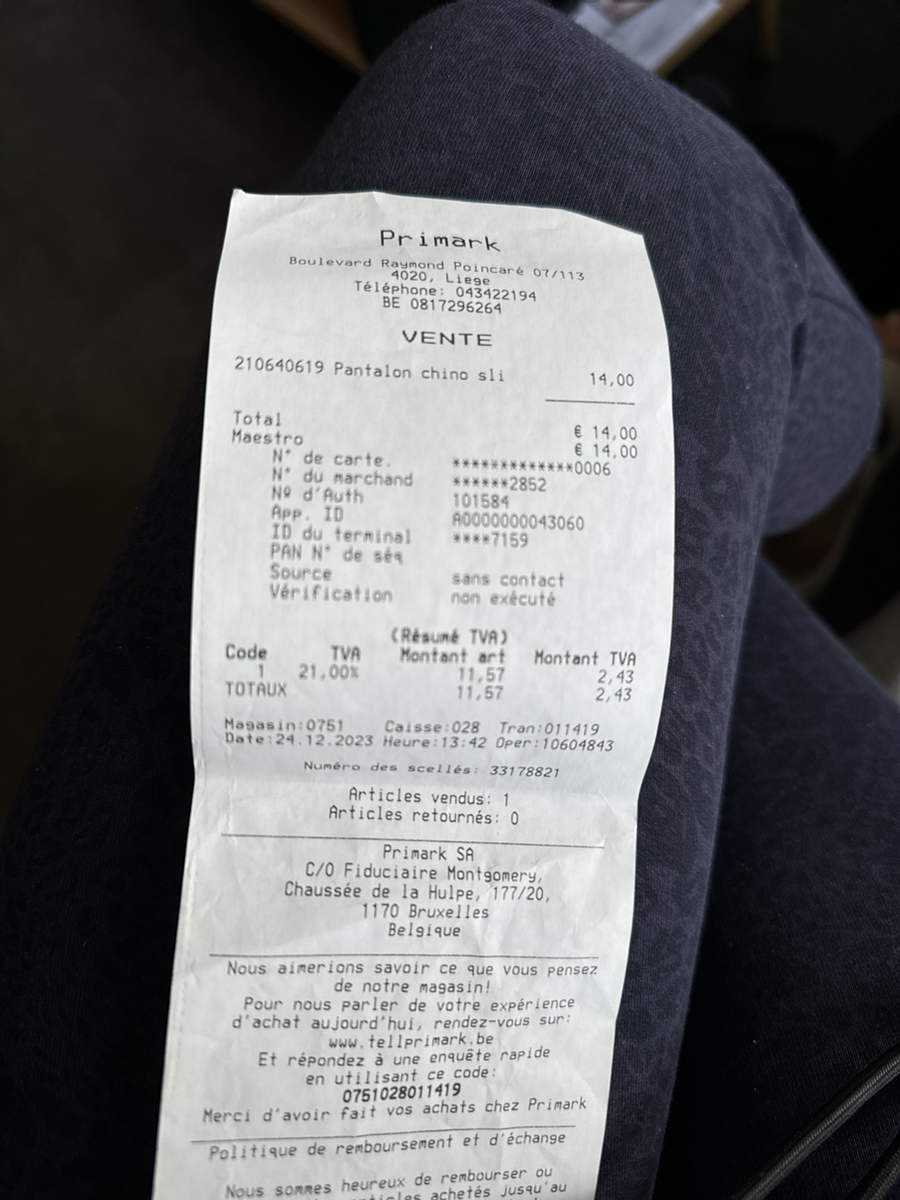 Primark
Boulevard Raymond Poincaré 07/113
4020, Liege
Téléphone: 043422194
BE 0817296264
VENTE
210640619 Pantalon chino sli 14,00
Total € 14,00
Maestro € 14,00
N° de carte. *************0006
N° du marchand ******2852
Nº d'Auth 101584
App. ID A0000000043060
ID du terminal ****7159
PAN N° de séq
Source sans contact
Vérification non exécuté
(Résumé TVA)
Code TVA Montant art Montant TVA
1 21,00% 11,57 2,43
TOTAUX 11,57 2,43
Magasin:0751 Caisse:028 Tran:011419
Date:24.12.2023 Heure:13:42 Oper:10604843
Numéro des scellés: 33178821
Articles vendus: 1
Articles retournés: 0
Primark SA
C/O Fiduciaire Montgomery,
Chaussée de la Hulpe, 177/20,
1170 Bruxelles
Belgique
Nous aimerions savoir ce que vous pensez
de notre magasin!
Pour nous parler de votre expérience
d'achat aujourd'hui, rendez-vous sur:
www.tellprimark.be
Et répondez à une enquête rapide
en utilisant ce code:
0751028011419
Merci d'avoir fait vos achats chez Primark
Politique de remboursement et d'échange
Nous sommes heureux de rembourser ou
achetés jusqu'au